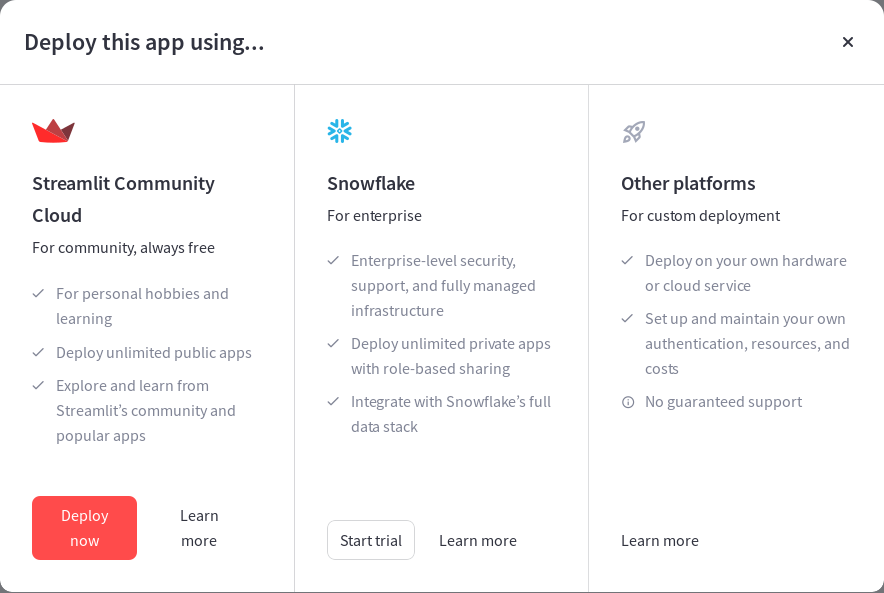 Deploy this app using...
Streamlit Community
Cloud
For community, always free
For personal hobbies and
learning
Deploy unlimited public apps
Explore and learn from
Streamlit’s community and
popular apps
Deploy
now
Learn
more
Snowflake
For enterprise
Enterprise-level security,
support, and fully managed
infrastructure
Deploy unlimited private apps
with role-based sharing
Integrate with Snowflake’s full
data stack
Start trial
Learn more
Other platforms
For custom deployment
Deploy on your own hardware
or cloud service
Set up and maintain your own
authentication, resources, and
costs
No guaranteed support
Learn more